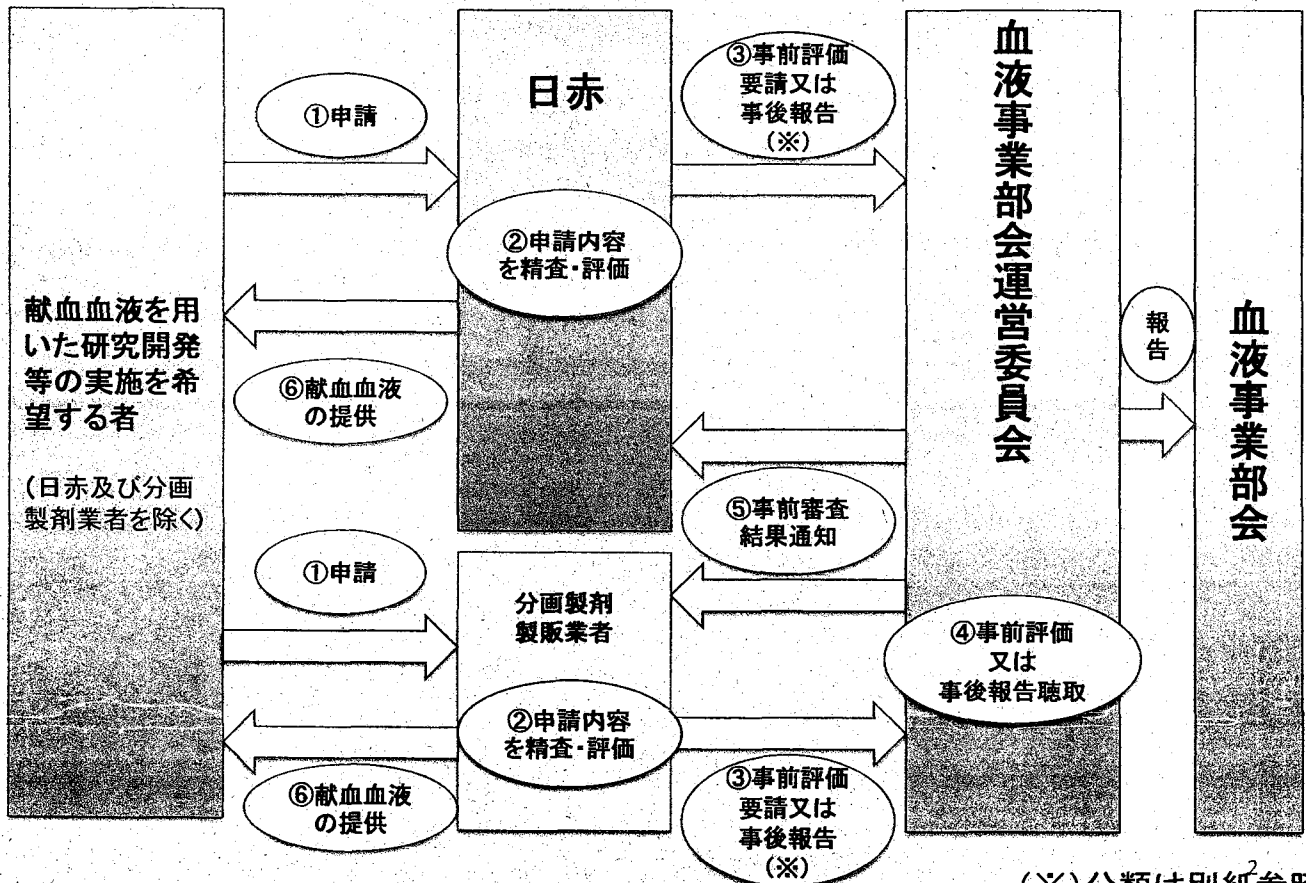 献血血液を用
いた研究開発
等の実施を希
望する者
(日赤及び分画
製剤業者を除く)
①申請
日赤
②申請内容
を精査・評価
③事前評価
要請又は
事後報告
(※)
⑥献血血液
の提供
⑤事前審査
結果通知
①申請
分画製剤
製販業者
②申請内容
を精査・評価
⑥献血血液
の提供
③事前評価
要請又は
事後報告
(※)
血液事業部会運営委員会
④事前評価
又は
事後報告聴取
報告
血液事業部会
2
(※)分類は別紙参照